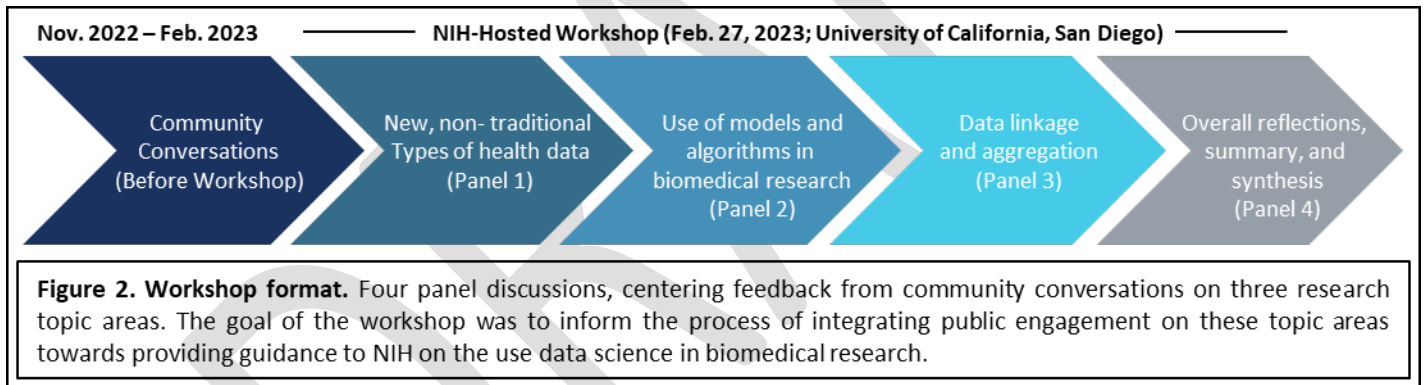 Nov. 2022 – Feb. 2023 NIH-Hosted Workshop (Feb. 27, 2023; University of California, San Diego)
Community
Conversations
(Before Workshop)
New, non- traditional
Types of health data
(Panel 1)
Use of models and
algorithms in
biomedical research
(Panel 2)
Data linkage
and aggregation
(Panel 3)
Overall reflections,
summary, and
synthesis
(Panel 4)
Figure 2. Workshop format. Four panel discussions, centering feedback from community conversations on three research
topic areas. The goal of the workshop was to inform the process of integrating public engagement on these topic areas
towards providing guidance to NIH on the use data science in biomedical research.